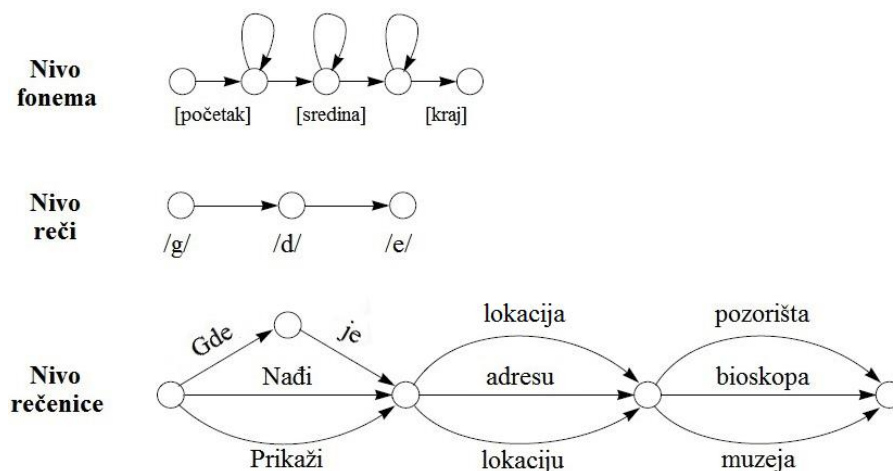 Nivo
fonema
[početak] [sredina] [kraj]
Nivo
reči
/g/ /d/ /e/
Nivo
rečenice
Gde je lokacija pozorišta
Nađi adresu bioskopa
Prikaži lokaciju muzeja